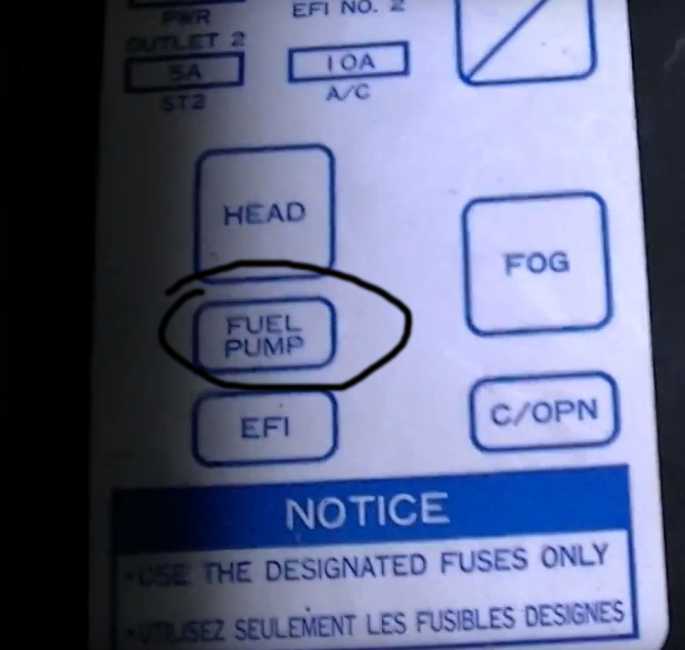 PWR
OUTLET 2
5A
ST2
EFI NO. 2
10A
A/C
HEAD
FUEL
PUMP
EFI
FOG
C/OPN
NOTICE
•USE THE DESIGNATED FUSES ONLY
•UTILISEZ SEULEMENT LES FUSIBLES DESIGNES